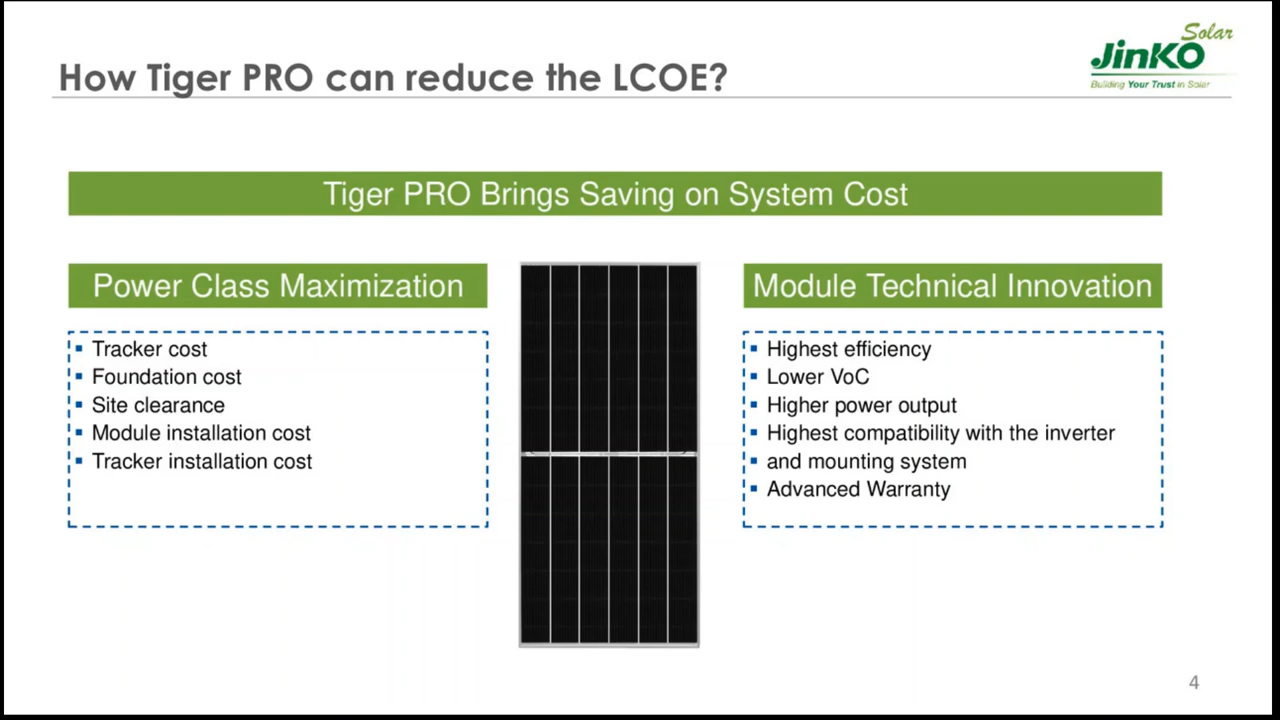 Solar
JinKO
Building Your Trust in Solar
How Tiger PRO can reduce the LCOE?
Tiger PRO Brings Saving on System Cost
Power Class Maximization
▪ Tracker cost
▪ Foundation cost
▪ Site clearance
▪ Module installation cost
▪ Tracker installation cost
Module Technical Innovation
▪ Highest efficiency
▪ Lower VoC
▪ Higher power output
▪ Highest compatibility with the inverter
▪ and mounting system
▪ Advanced Warranty
4